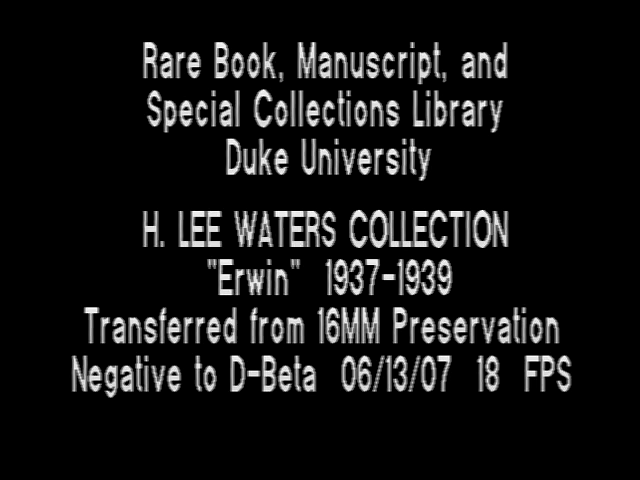 Rare Book, Manuscript, and
Special Collections Library
Duke University
H. LEE WATERS COLLECTION
"Erwin" 1937-1939
Transferred from 16MM Preservation
Negative to D-Beta 06/13/07 18 FPS